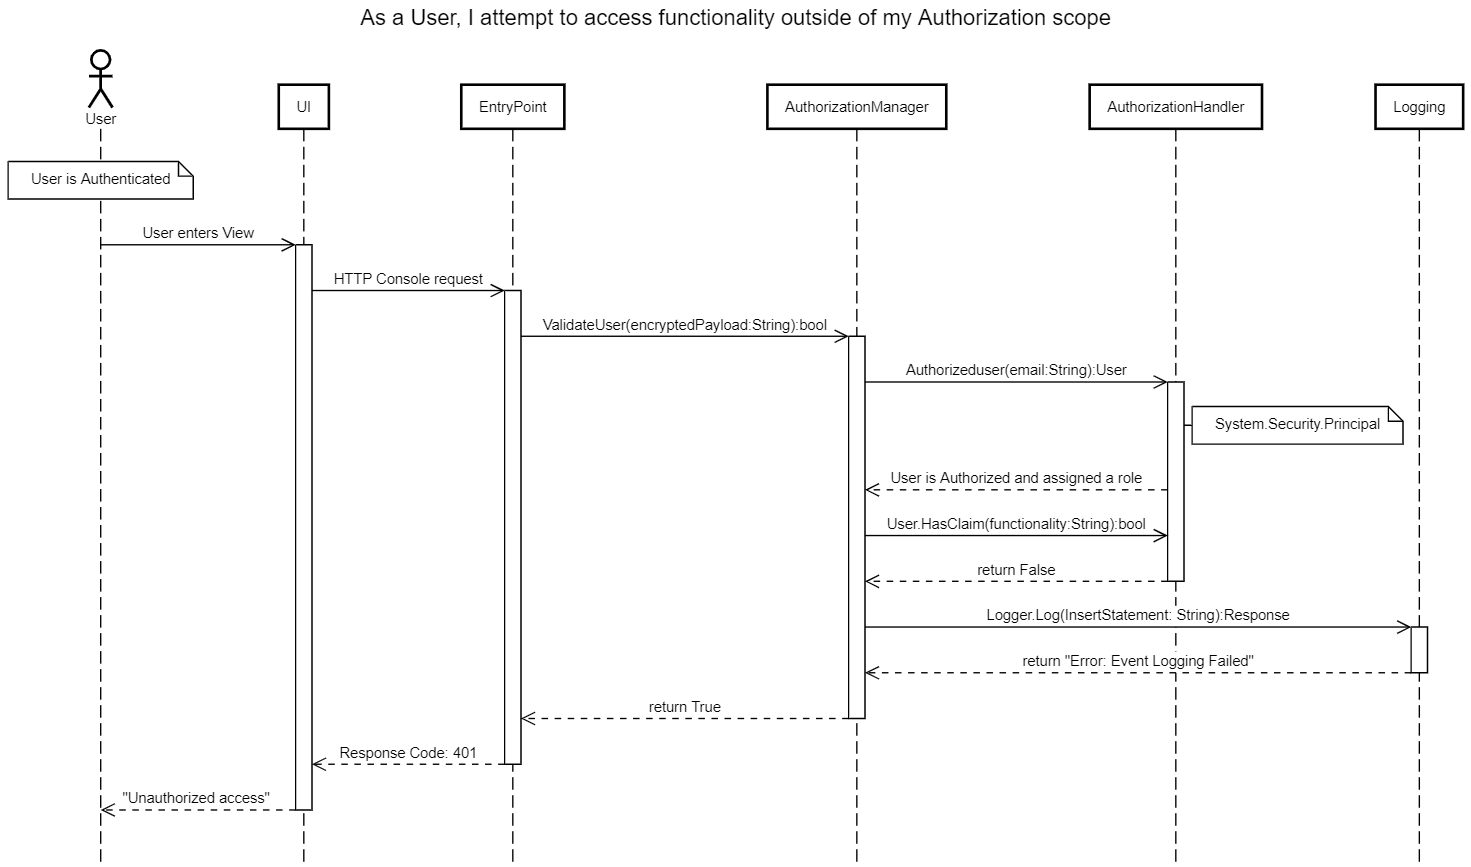 As a User, I attempt to access functionality outside of my Authorization scope
User
UI
EntryPoint
AuthorizationManager
AuthorizationHandler
Logging
User is Authenticated
User enters View
HTTP Console request
ValidateUser(encryptedPayload:String):bool
Authorizeduser(email:String):User
System.Security.Principal
User is Authorized and assigned a role
User.HasClaim(functionality:String):bool
return False
Logger.Log(InsertStatement: String):Response
return "Error: Event Logging Failed"
return True
Response Code: 401
"Unauthorized access"